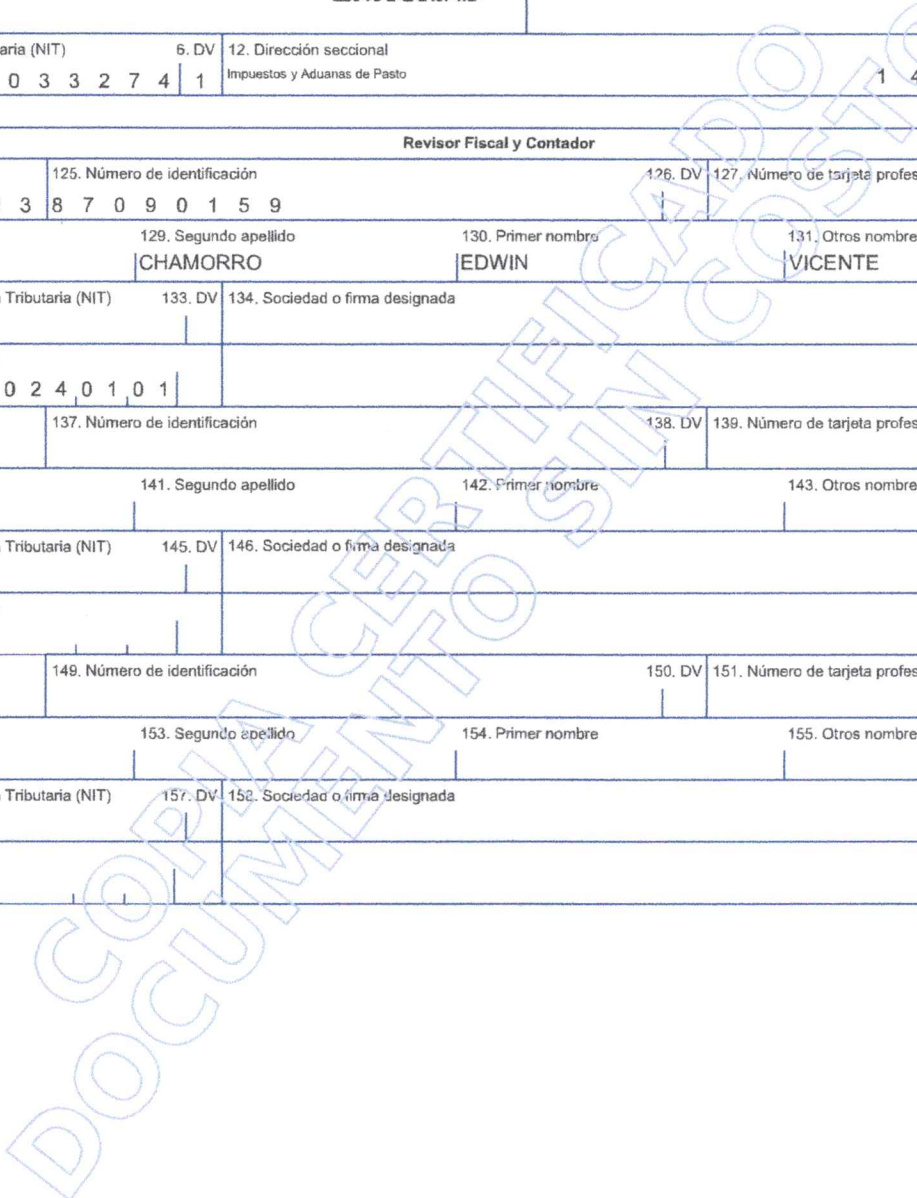 aria (NIT) 6. DV 12. Dirección seccional
0 3 3 2 7 4 1 Impuestos y Aduanas de Pasto 1 4
Revisor Fiscal y Contador
125. Número de identificación 126. DV 127. Número de tarjeta profes
3 8 7 0 9 0 1 5 9
129. Segundo apellido 130. Primer nombre 131. Otros nombre
CHAMORRO EDWIN VICENTE
Tributaria (NIT) 133. DV 134. Sociedad o firma designada
0 2 4 0 1 0 1
137. Número de identificación 138. DV 139. Número de tarjeta profes
141. Segundo apellido 142. Primer nombre 143. Otros nombre
Tributaria (NIT) 145. DV 146. Sociedad o firma designada
149. Número de identificación 150. DV 151. Número de tarjeta profes
153. Segundo apellido 154. Primer nombre 155. Otros nombre
Tributaria (NIT) 157. DV 158. Sociedad o firma designada
COPIA CERTIFICADO
DOCUMENTO SIN COSTO